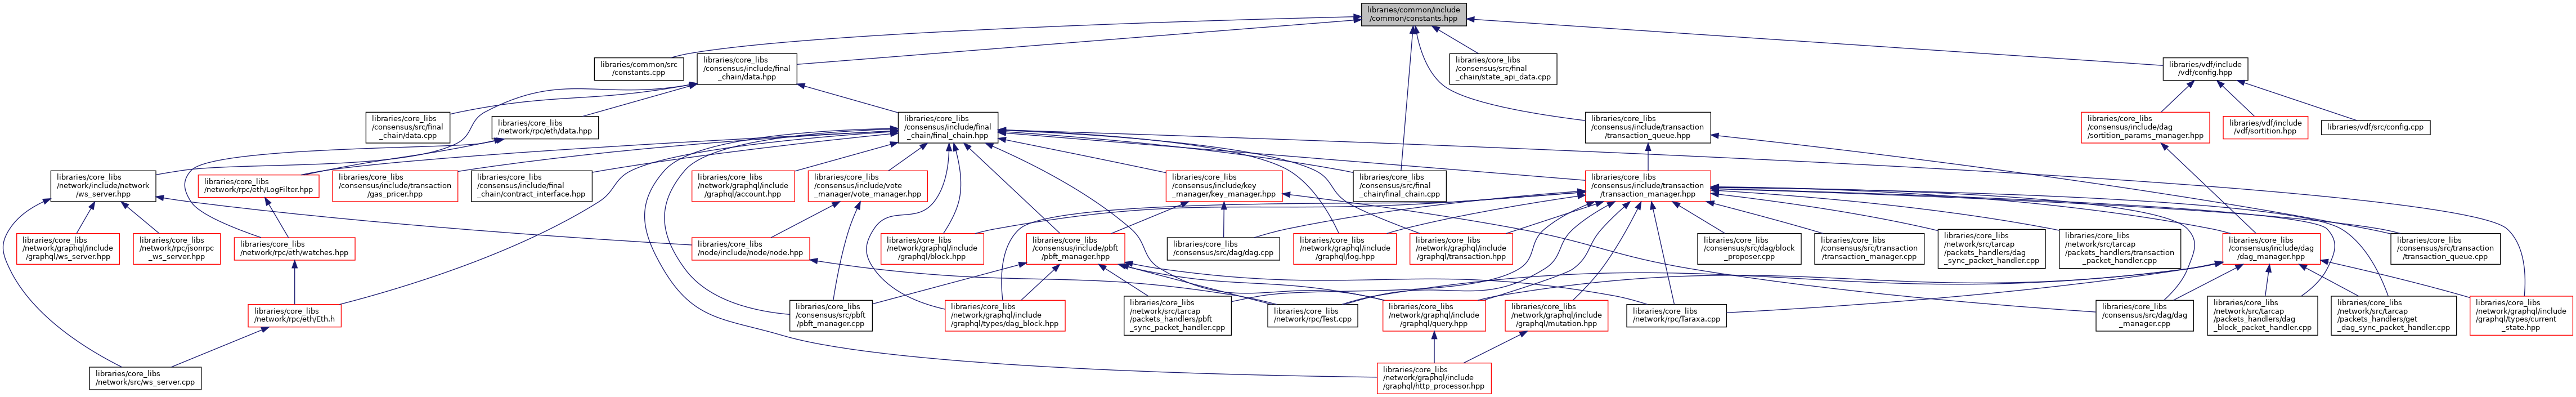 libraries/common/include
/common/constants.hpp
libraries/common/src
/constants.cpp
libraries/core_libs
/consensus/include/final
_chain/data.hpp
libraries/core_libs
/consensus/src/final
_chain/state_api_data.cpp
libraries/vdf/include
/vdf/config.hpp
libraries/core_libs
/consensus/src/final
_chain/data.cpp
libraries/core_libs
/network/rpc/eth/data.hpp
libraries/core_libs
/consensus/include/final
_chain/final_chain.hpp
libraries/core_libs
/consensus/include/transaction
/transaction_queue.hpp
libraries/core_libs
/consensus/include/dag
/sortition_params_manager.hpp
libraries/vdf/include
/vdf/sortition.hpp
libraries/vdf/src/config.cpp
libraries/core_libs
/network/include/network
/ws_server.hpp
libraries/core_libs
/network/rpc/eth/LogFilter.hpp
libraries/core_libs
/consensus/include/transaction
/gas_pricer.hpp
libraries/core_libs
/consensus/include/final
_chain/contract_interface.hpp
libraries/core_libs
/network/graphql/include
/graphql/account.hpp
libraries/core_libs
/consensus/include/vote
_manager/vote_manager.hpp
libraries/core_libs
/consensus/include/key
_manager/key_manager.hpp
libraries/core_libs
/consensus/src/final
_chain/final_chain.cpp
libraries/core_libs
/consensus/include/transaction
/transaction_manager.hpp
libraries/core_libs
/network/graphql/include
/graphql/ws_server.hpp
libraries/core_libs
/network/rpc/jsonrpc
_ws_server.hpp
libraries/core_libs
/network/rpc/eth/watches.hpp
libraries/core_libs
/node/include/node/node.hpp
libraries/core_libs
/network/graphql/include
/graphql/block.hpp
libraries/core_libs
/consensus/include/pbft
/pbft_manager.hpp
libraries/core_libs
/consensus/src/dag/dag.cpp
libraries/core_libs
/network/graphql/include
/graphql/log.hpp
libraries/core_libs
/network/graphql/include
/graphql/transaction.hpp
libraries/core_libs
/consensus/src/dag/block
_proposer.cpp
libraries/core_libs
/consensus/src/transaction
/transaction_manager.cpp
libraries/core_libs
/network/src/tarcap
/packets_handlers/dag
_sync_packet_handler.cpp
libraries/core_libs
/network/src/tarcap
/packets_handlers/transaction
_packet_handler.cpp
libraries/core_libs
/consensus/include/dag
/dag_manager.hpp
libraries/core_libs
/consensus/src/transaction
/transaction_queue.cpp
libraries/core_libs
/network/rpc/eth/Eth.h
libraries/core_libs
/consensus/src/pbft
/pbft_manager.cpp
libraries/core_libs
/network/graphql/include
/graphql/types/dag_block.hpp
libraries/core_libs
/network/src/tarcap
/packets_handlers/pbft
_sync_packet_handler.cpp
libraries/core_libs
/network/rpc/Test.cpp
libraries/core_libs
/network/graphql/include
/graphql/query.hpp
libraries/core_libs
/network/graphql/include
/graphql/mutation.hpp
libraries/core_libs
/network/rpc/Taraxa.cpp
libraries/core_libs
/consensus/src/dag/dag
_manager.cpp
libraries/core_libs
/network/src/tarcap
/packets_handlers/dag
_block_packet_handler.cpp
libraries/core_libs
/network/src/tarcap
/packets_handlers/get
_dag_sync_packet_handler.cpp
libraries/core_libs
/network/graphql/include
/graphql/types/current
_state.hpp
libraries/core_libs
/network/src/ws_server.cpp
libraries/core_libs
/network/graphql/include
/graphql/http_processor.hpp